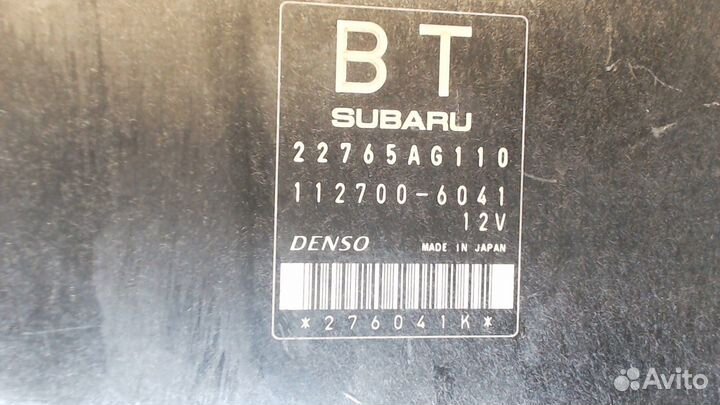 BT
SUBARU
22765AG110
112700-6041
12V
DENSO MADE IN JAPAN
*276041K*
Avito